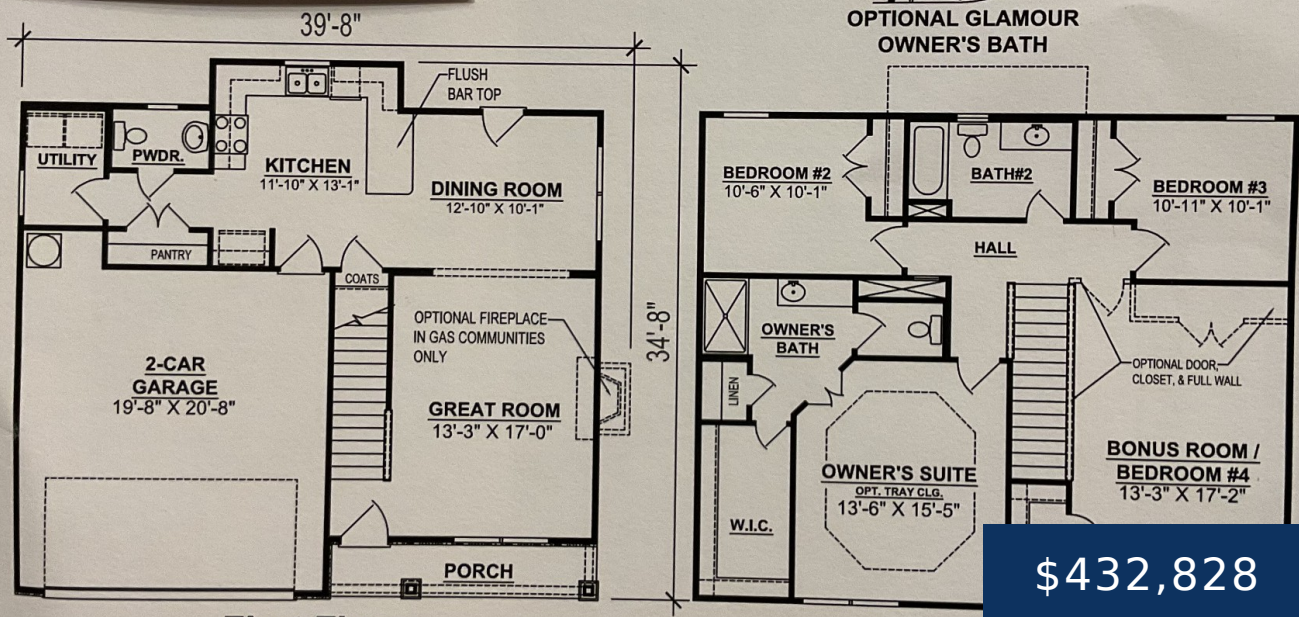 39'-8"
OPTIONAL GLAMOUR
OWNER'S BATH
FLUSH
BAR TOP
UTILITY
PWDR.
KITCHEN
11'-10" X 13'-1"
DINING ROOM
12'-10" X 10'-1"
PANTRY
COATS
OPTIONAL FIREPLACE
IN GAS COMMUNITIES
ONLY
34'-8"
2-CAR
GARAGE
19'-8" X 20'-8"
GREAT ROOM
13'-3" X 17'-0"
PORCH
BEDROOM #2
10'-6" X 10'-1"
BATH#2
BEDROOM #3
10'-11" X 10'-1"
HALL
OWNER'S
BATH
LINEN
OPTIONAL DOOR,
CLOSET, & FULL WALL
OWNER'S SUITE
OPT. TRAY CLG.
13'-6" X 15'-5"
W.I.C.
BONUS ROOM /
BEDROOM #4
13'-3" X 17'-2"
$432,828